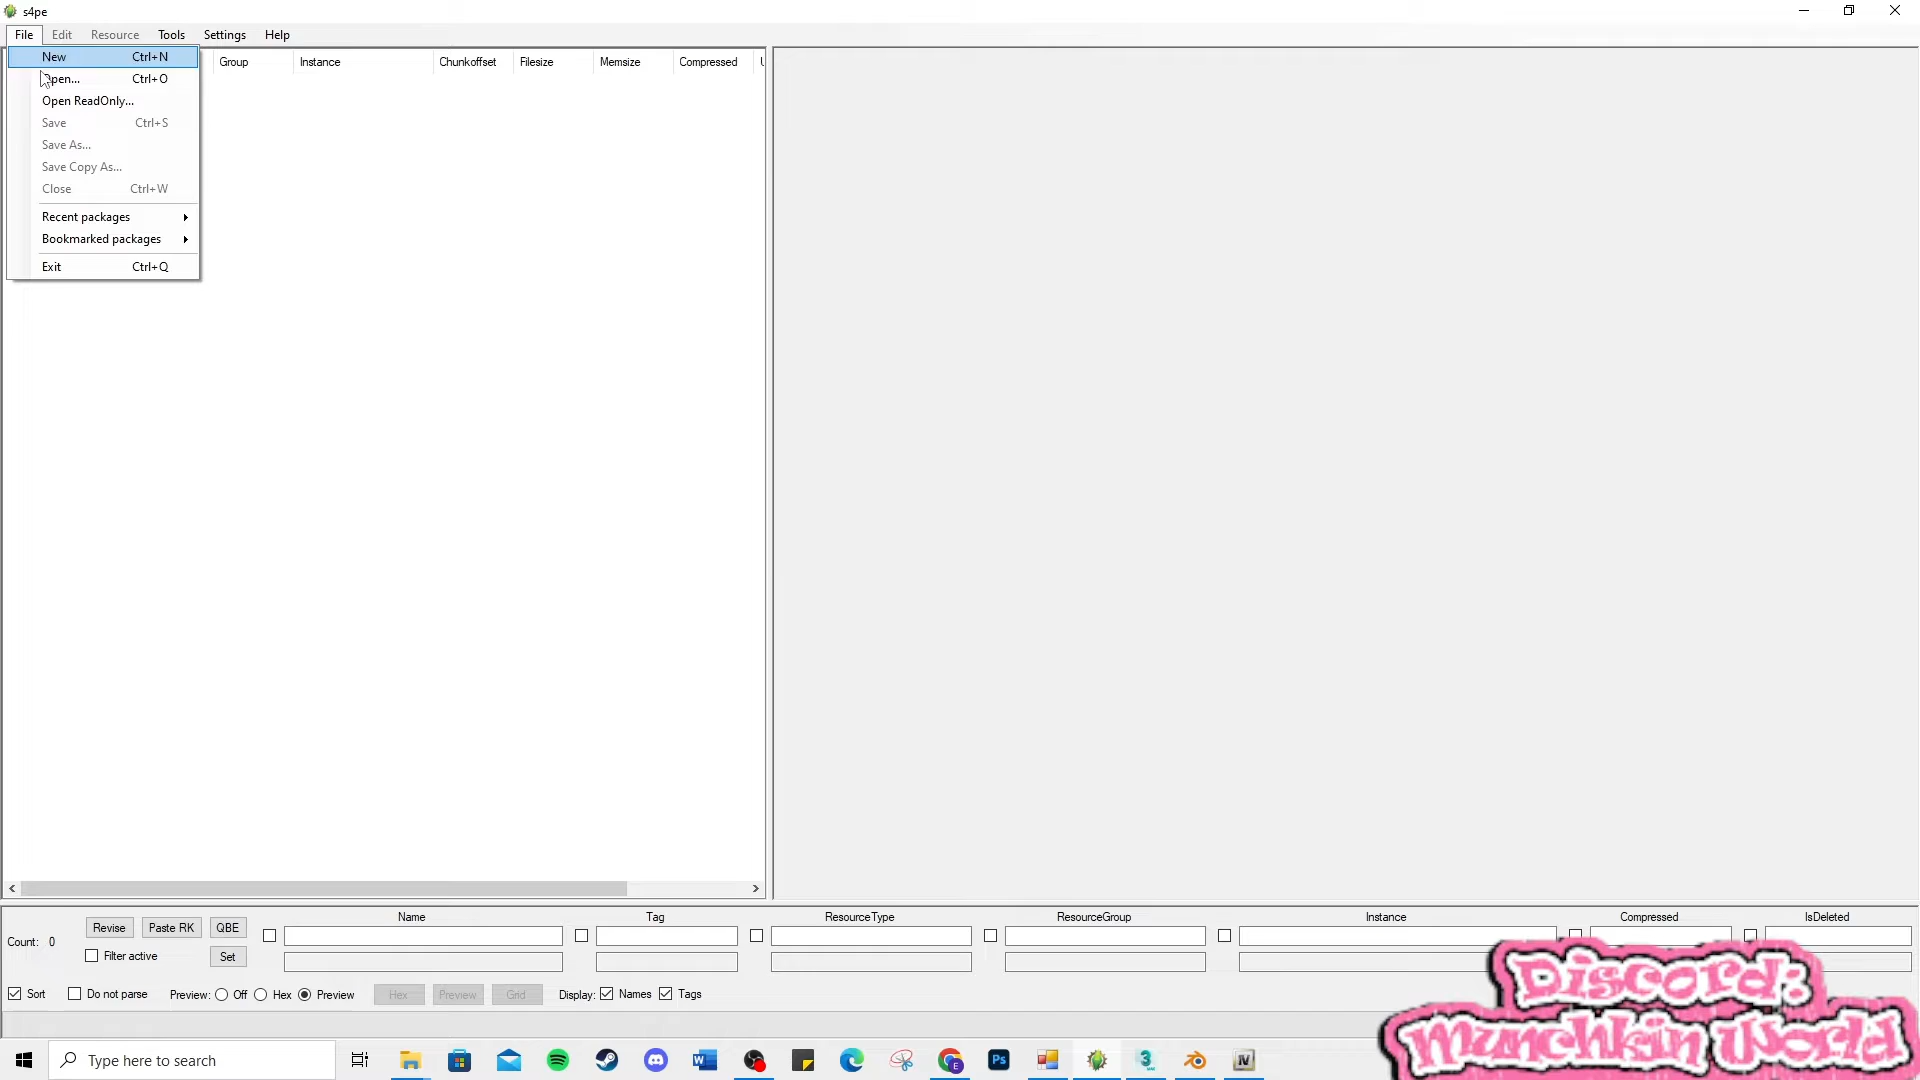 s4pe
File Edit Resource Tools Settings Help
New Ctrl+N
Open... Ctrl+O
Open ReadOnly...
Save Ctrl+S
Save As...
Save Copy As...
Close Ctrl+W
Recent packages
Bookmarked packages
Exit Ctrl+Q
Group Instance Chunkoffset Filesize Memsize Compressed
Name Tag ResourceType ResourceGroup Instance Compressed IsDeleted
Count: 0 Revise Paste RK QBE
Filter active Set
Sort Do not parse Preview: Off Hex Preview Hex Preview Grid Display: Names Tags
Discord:
Munchkin World
Type here to search
Ps